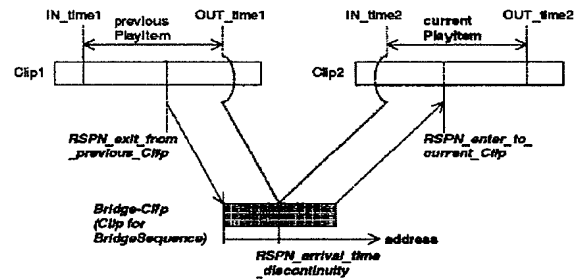 IN_time1
previous
PlayItem
OUT_time1
IN_time2
current
PlayItem
OUT_time2
Clip1
Clip2
RSPN_exit_from
_previous_Clip
RSPN_enter_to_
current_Clip
Bridge-Clip
(Clip for
BridgeSequence)
address
RSPN_arrival_time
_discontinuity